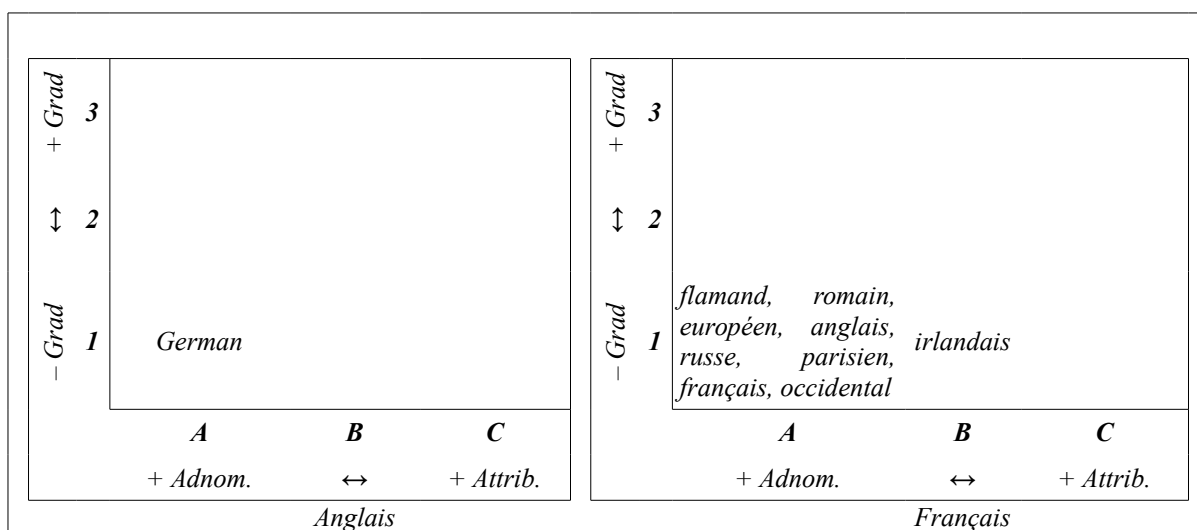 + Grad
3
↕
2
– Grad
1
German
A
B
C
+ Adnom.
↔
+ Attrib.
Anglais
+ Grad
3
↕
2
– Grad
1
flamand, romain,
européen, anglais,
russe, parisien,
français, occidental
irlandais
A
B
C
+ Adnom.
↔
+ Attrib.
Français